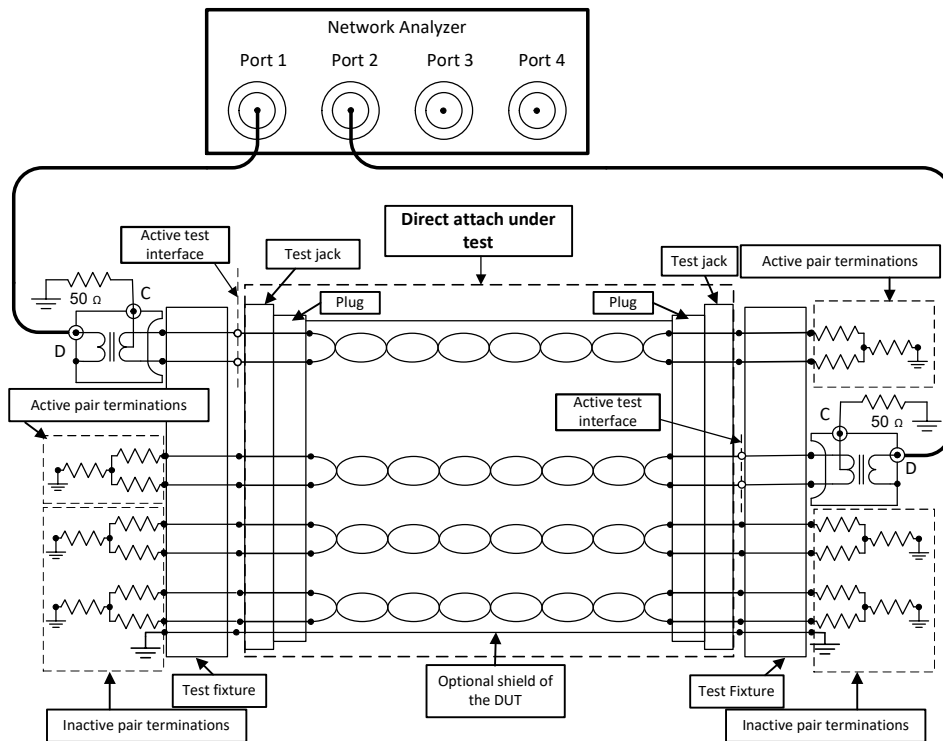 Network Analyzer
Port 1
Port 2
Port 3
Port 4
Direct attach under
test
Active test
interface
Test jack
Test jack
Active pair terminations
50 Ω
C
D
Plug
Plug
Active pair terminations
Active test
interface
C
50 Ω
D
Test fixture
Optional shield of
the DUT
Test Fixture
Inactive pair terminations
Inactive pair terminations